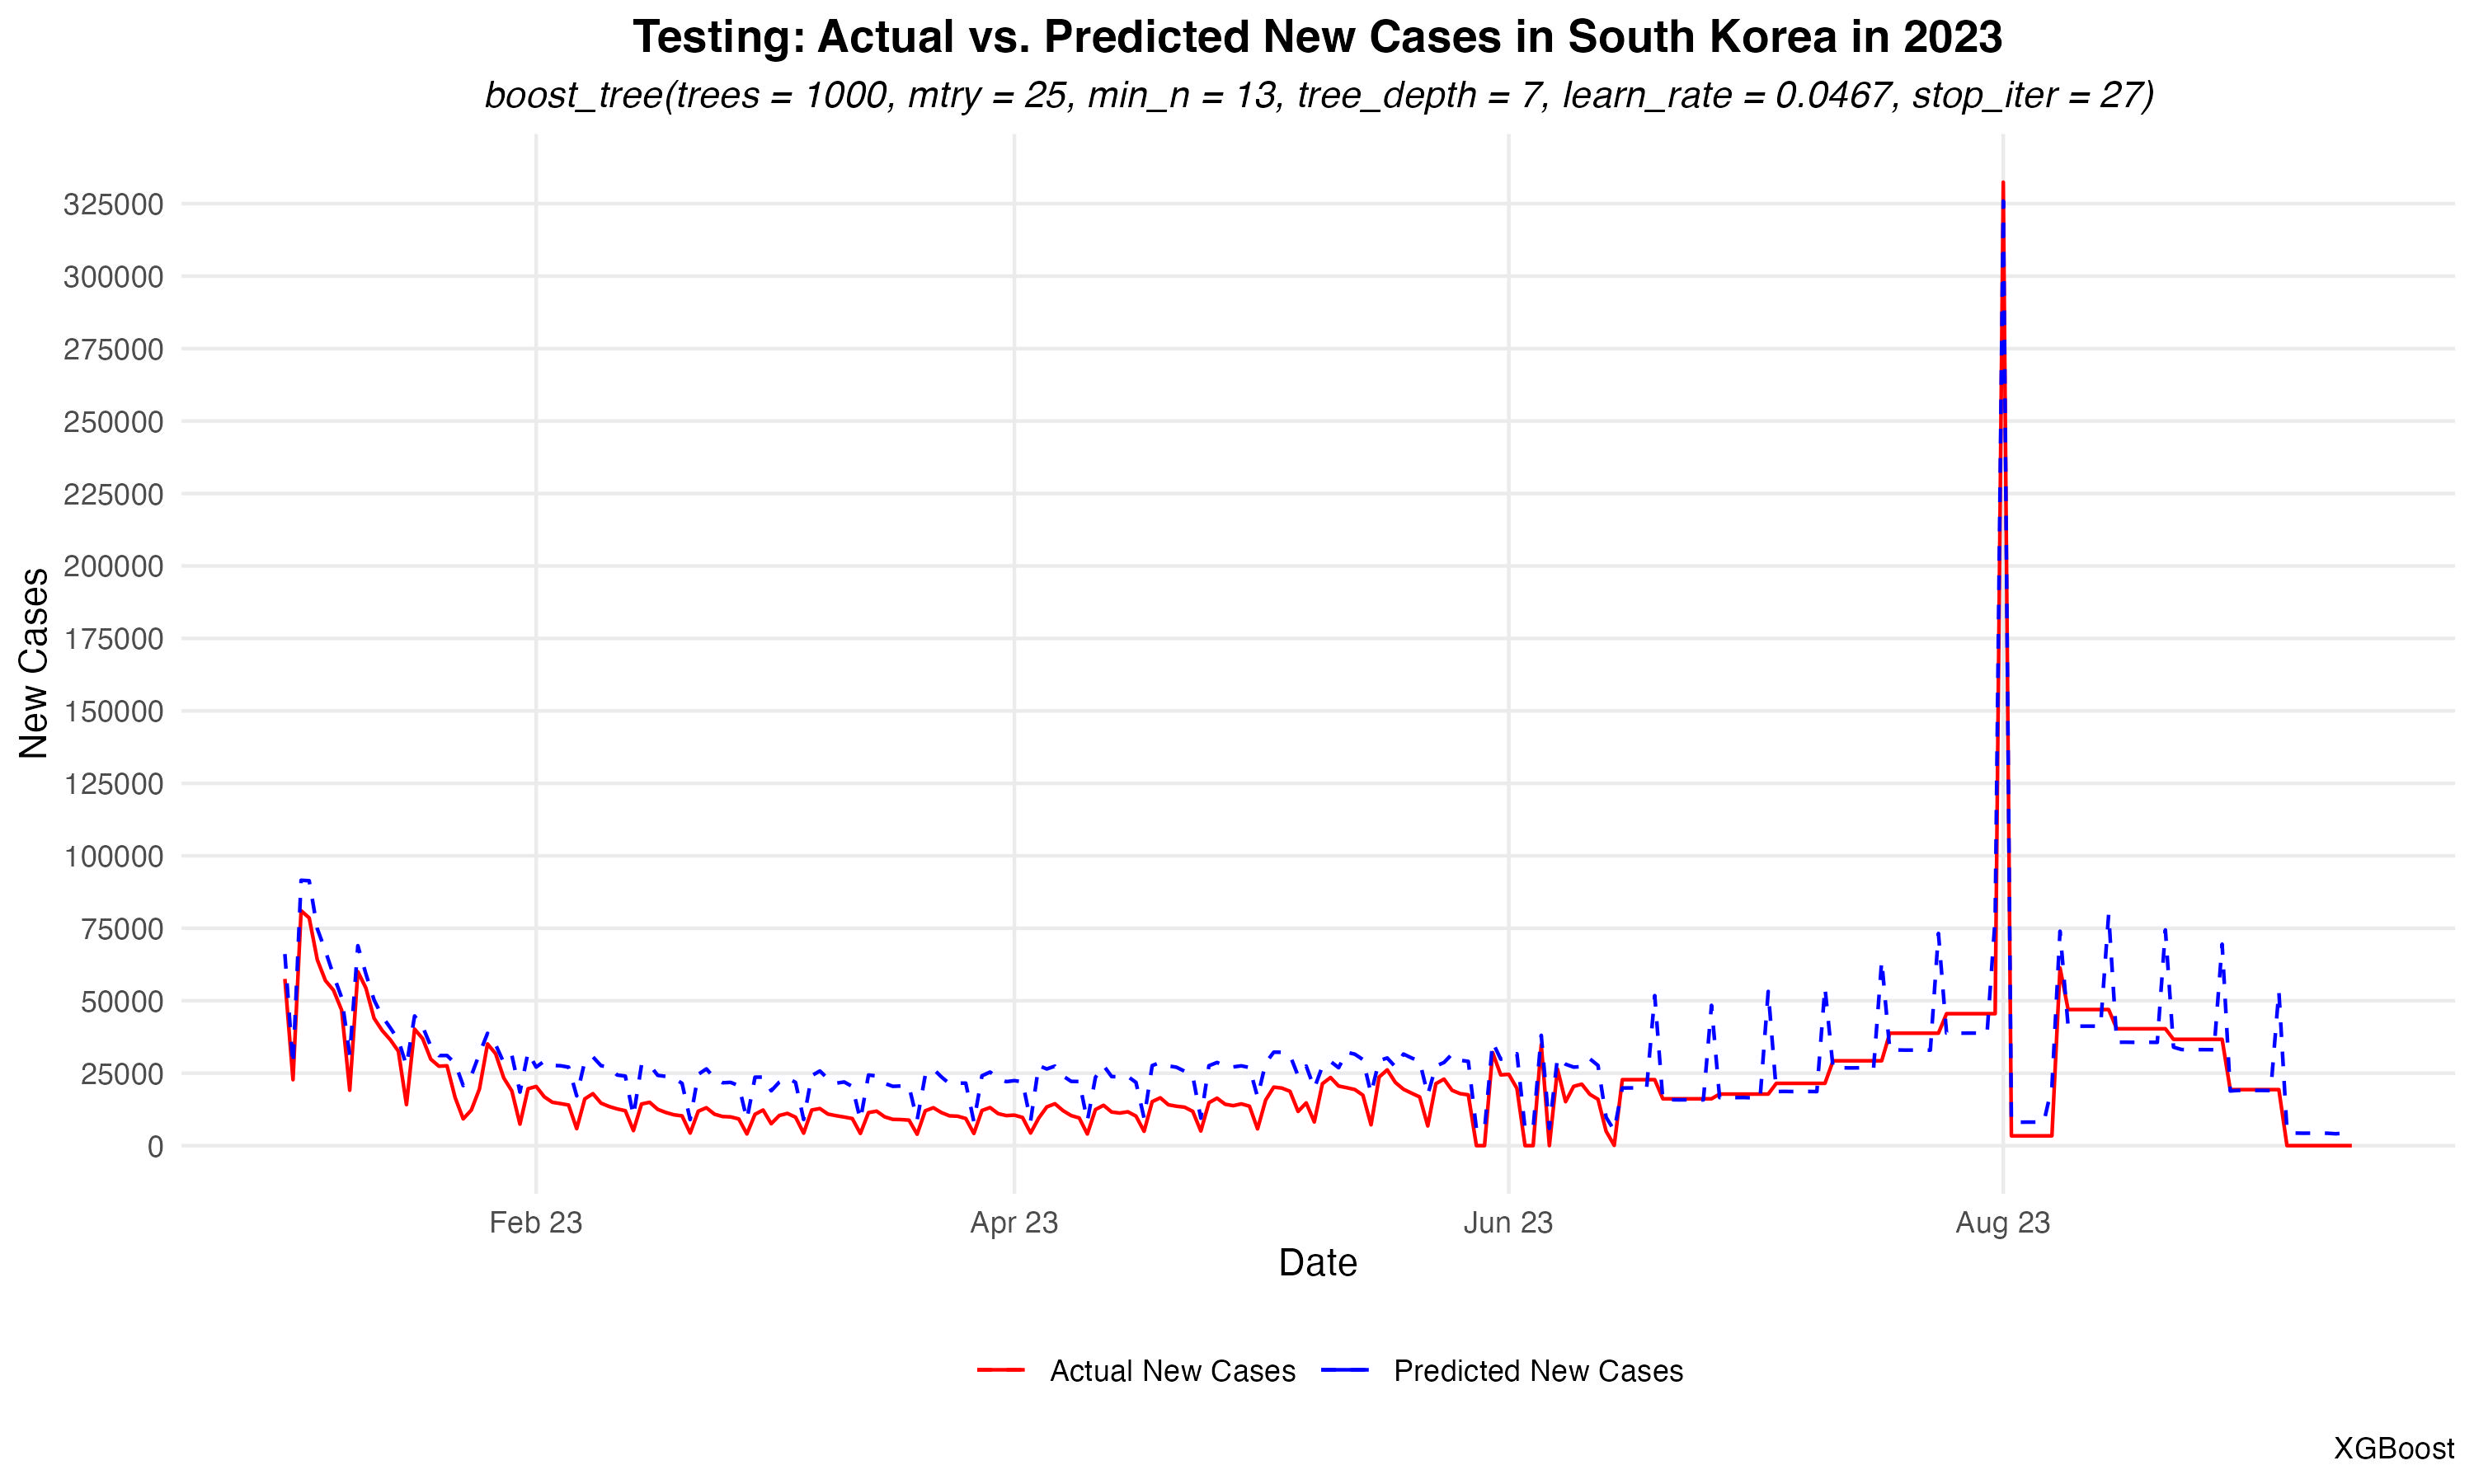 Testing: Actual vs. Predicted New Cases in South Korea in 2023
boost_tree(trees = 1000, mtry = 25, min_n = 13, tree_depth = 7, learn_rate = 0.0467, stop_iter = 27)
New Cases
325000
300000
275000
250000
225000
200000
175000
150000
125000
100000
75000
50000
25000
0
Feb 23
Apr 23
Jun 23
Aug 23
Date
Actual New Cases
Predicted New Cases
XGBoost